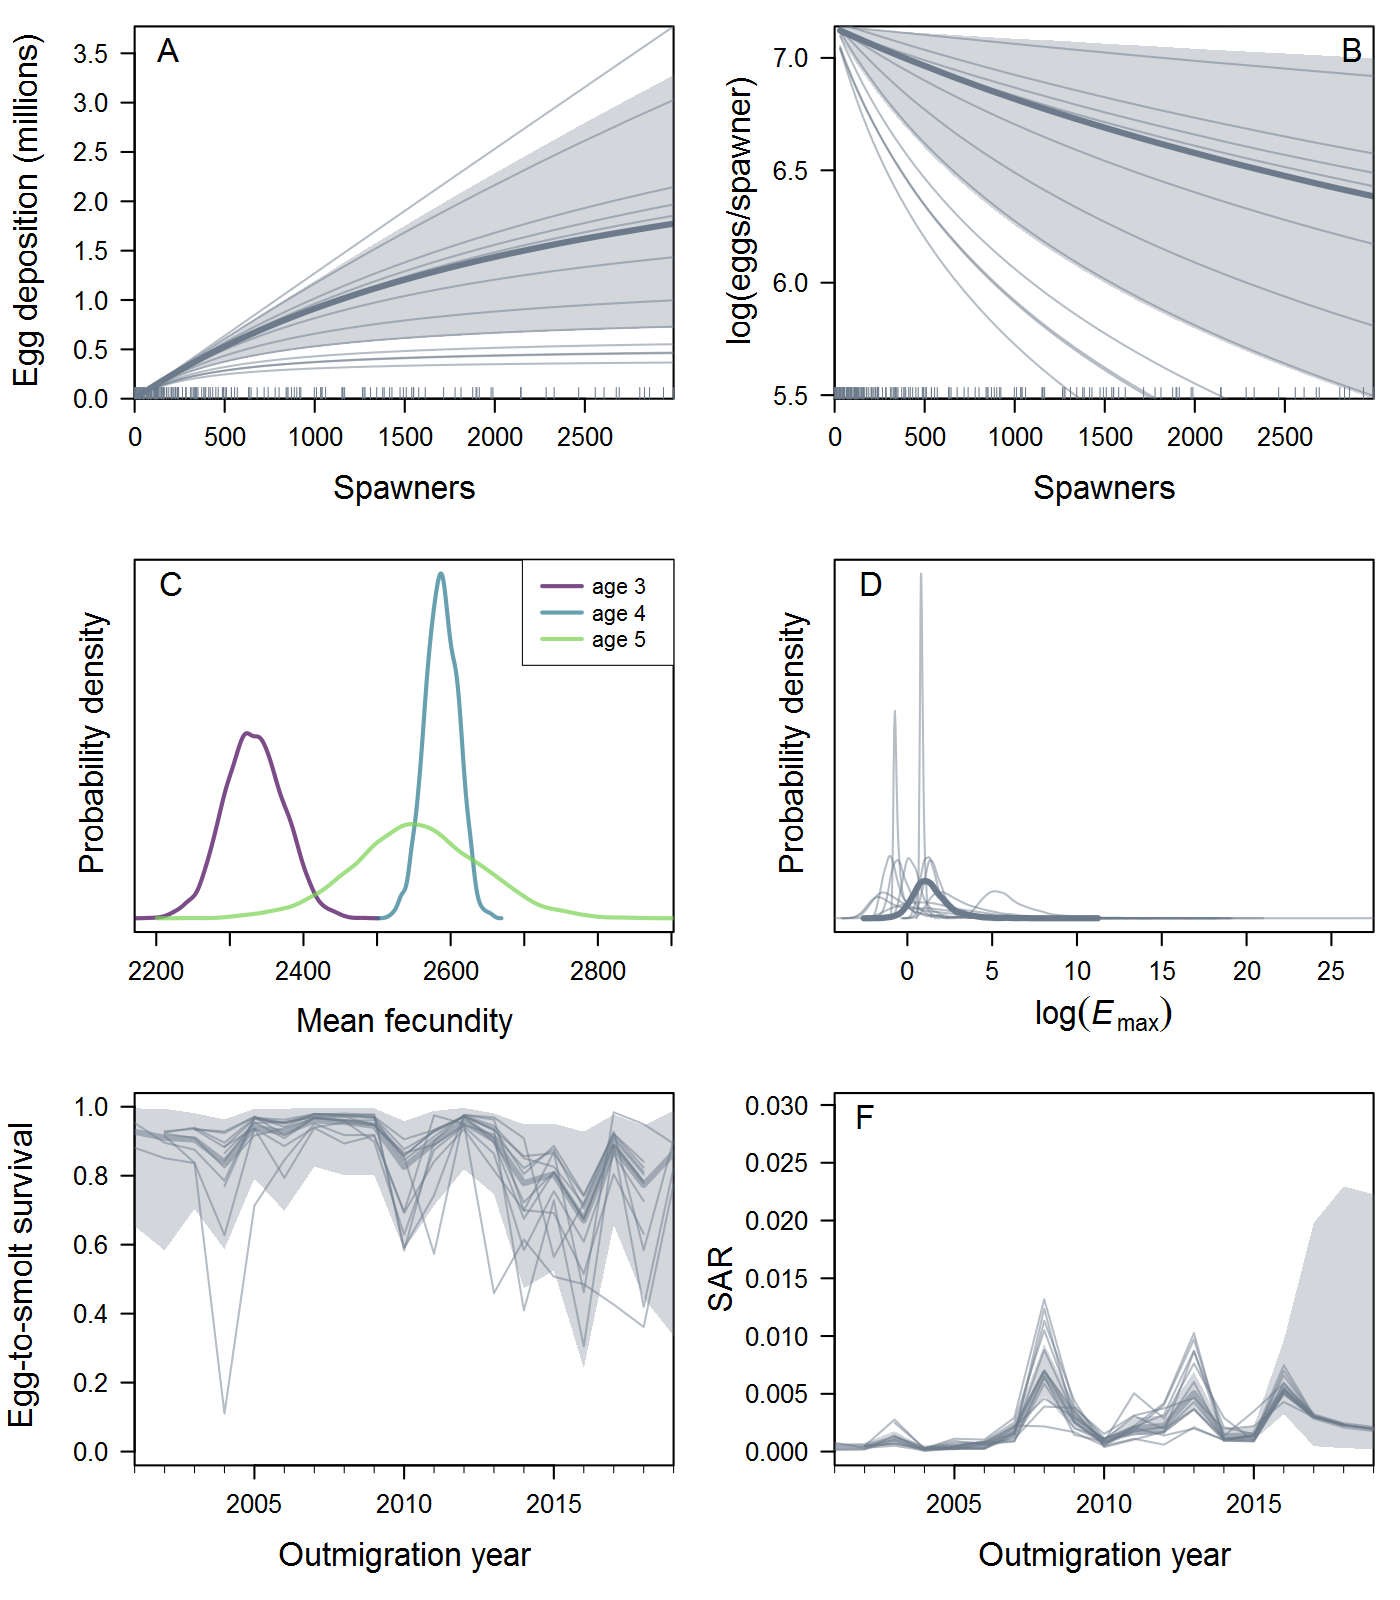 A
Egg deposition (millions)
3.5
3.0
2.5
2.0
1.5
1.0
0.5
0.0
0 500 1000 1500 2000 2500
Spawners
B
log(eggs/spawner)
7.0
6.5
6.0
5.5
0 500 1000 1500 2000 2500
Spawners
C
Probability density
age 3
age 4
age 5
2200 2400 2600 2800
Mean fecundity
D
Probability density
0 5 10 15 20 25
log(Emax)
Egg-to-smolt survival
1.0
0.8
0.6
0.4
0.2
0.0
2005 2010 2015
Outmigration year
F
SAR
0.030
0.025
0.020
0.015
0.010
0.005
0.000
2005 2010 2015
Outmigration year